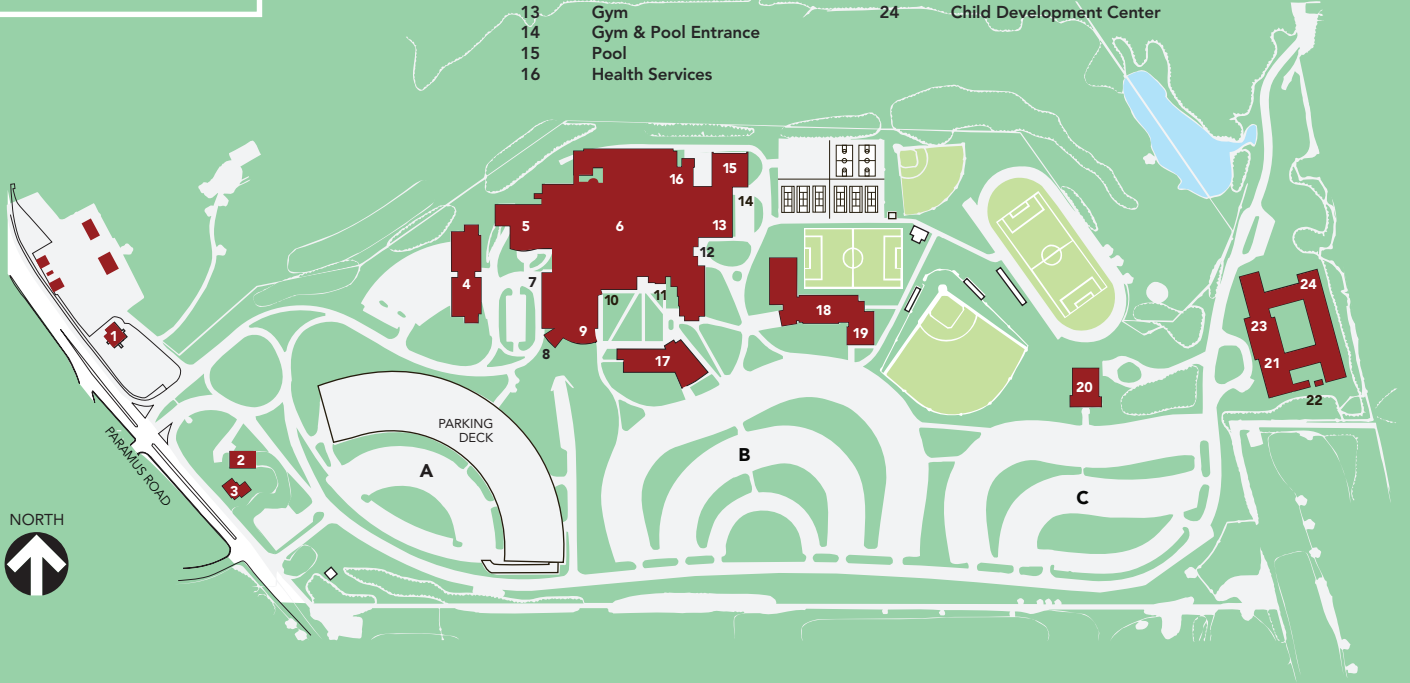 13 Gym
14 Gym & Pool Entrance
15 Pool
16 Health Services
24 Child Development Center
15
16
14
5
6
13
12
7
4
10
11
24
18
23
1
9
19
8
17
21
20
22
PARKING
DECK
PARAMUS ROAD
A
B
C
2
3
NORTH